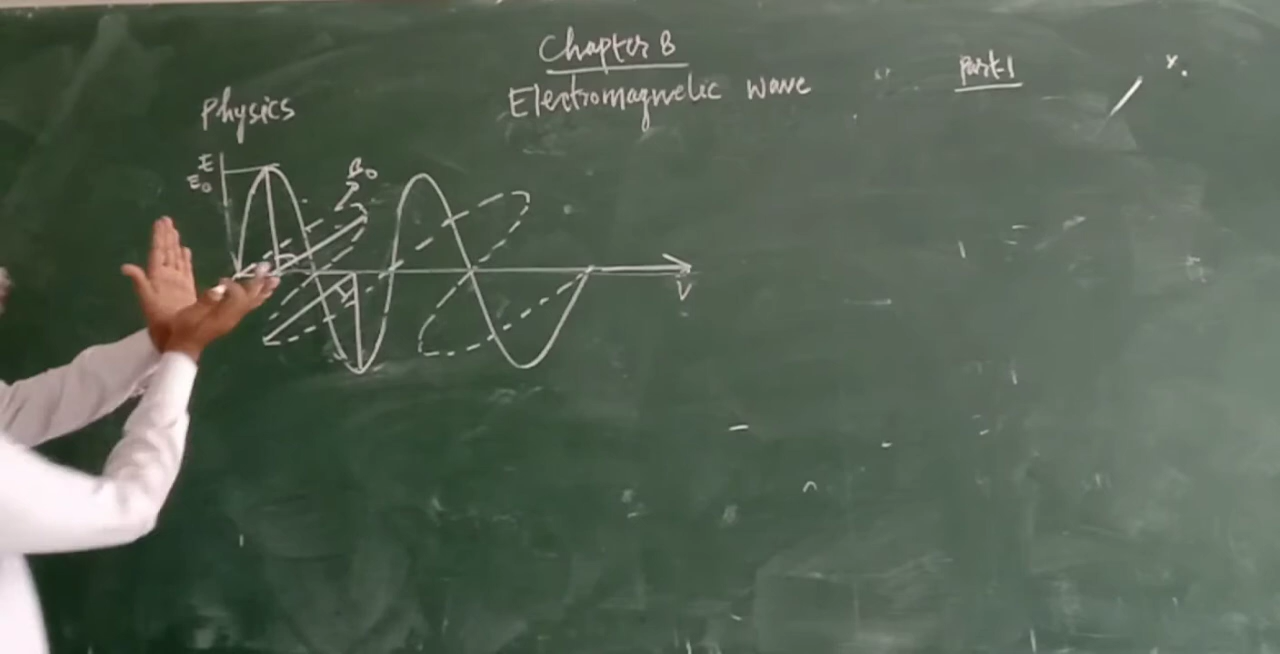 Chapter 8
Electromagnetic wave
Part-1
Physics
E
E₀
B₀
V